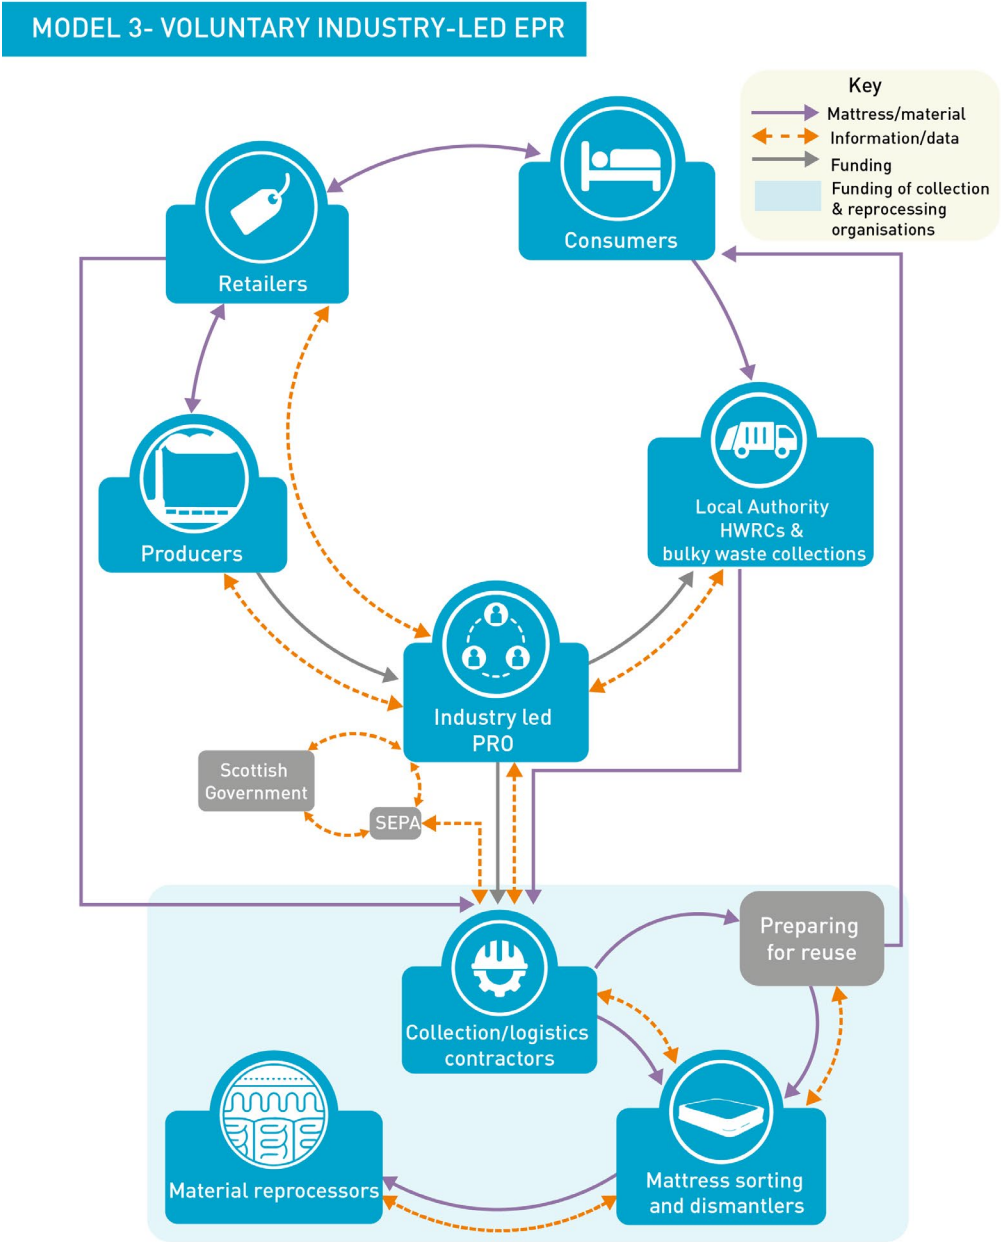 MODEL 3- VOLUNTARY INDUSTRY-LED EPR
Key
Mattress/material
Information/data
Funding
Funding of collection
& reprocessing
organisations
Consumers
Retailers
Local Authority
HWRCs &
bulky waste collections
Producers
Industry led
PRO
Scottish
Government
SEPA
Preparing
for reuse
Collection/logistics
contractors
Mattress sorting
and dismantlers
Material reprocessors